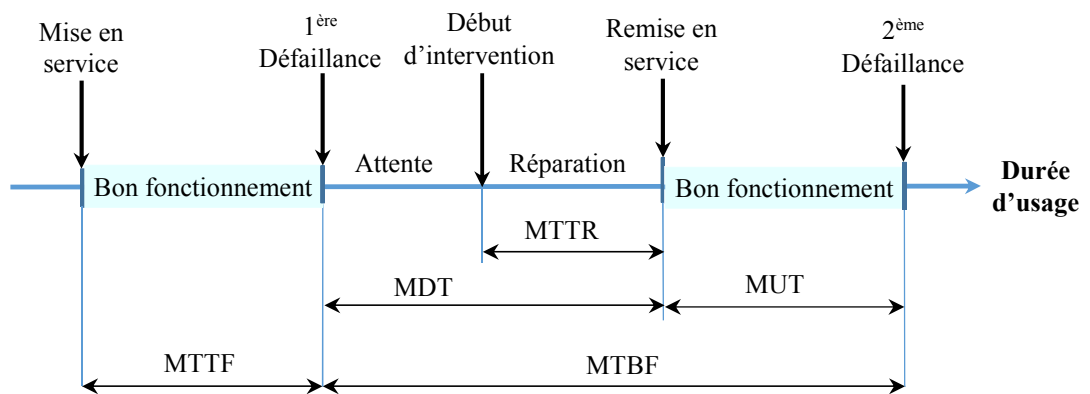 Mise en
service
1ère
Défaillance
Début
d’intervention
Remise en
service
2ème
Défaillance
Bon fonctionnement
Attente
Réparation
Bon fonctionnement
Durée
d’usage
MTTR
MDT
MUT
MTTF
MTBF